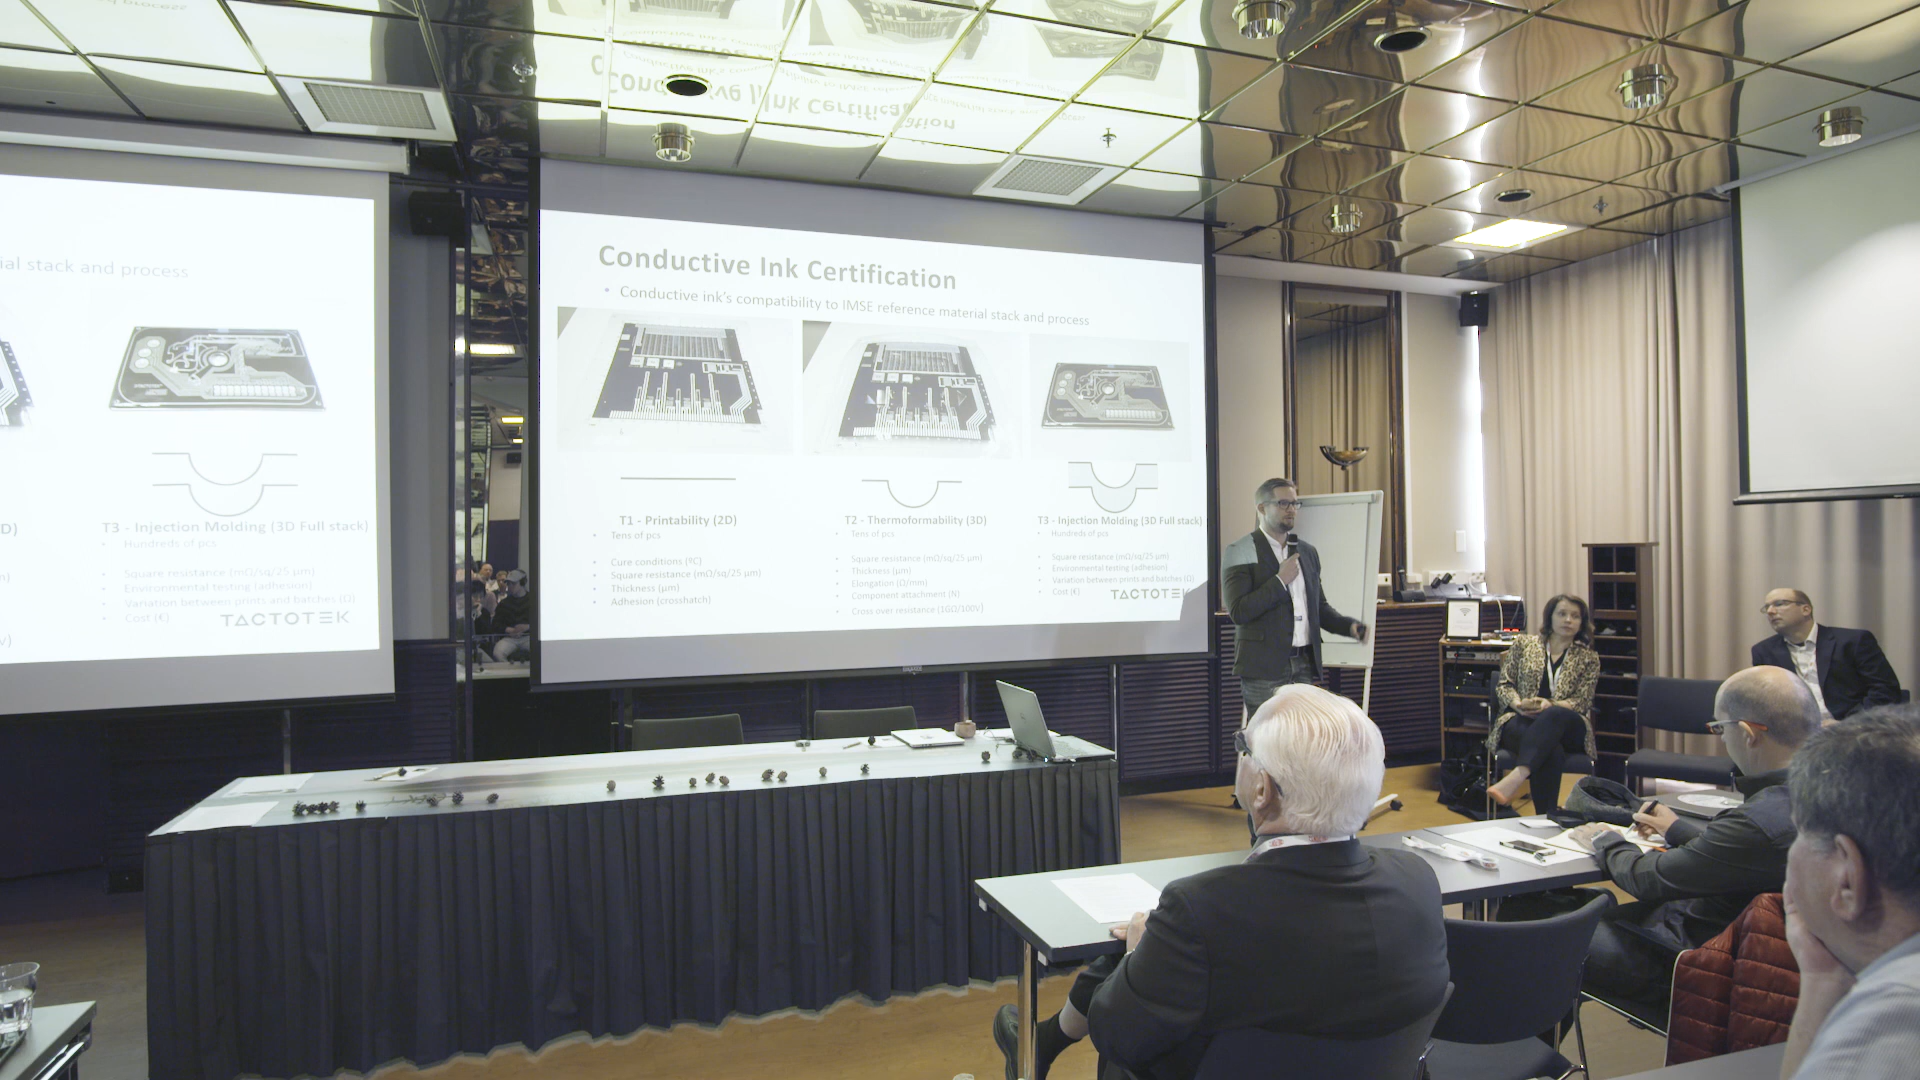 ial stack and process
D)
T3 - Injection Molding (3D Full stack)
• Hundreds of pcs
• Square resistance (mΩ/sq/25 μm)
• Environmental testing (adhesion)
• Variation between prints and batches (Ω)
• Cost (€)
TACTOTEK
Conductive Ink Certification
• Conductive ink's compatibility to IMSE reference material stack and process
T1 - Printability (2D)
• Tens of pcs
• Cure conditions (ºC)
• Square resistance (mΩ/sq/25 μm)
• Thickness (μm)
• Adhesion (crosshatch)
T2 - Thermoformability (3D)
• Tens of pcs
• Square resistance (mΩ/sq/25 μm)
• Thickness (μm)
• Elongation (Ω/mm)
• Component attachment (N)
• Cross over resistance (1GΩ/100V)
T3 - Injection Molding (3D Full stack)
• Hundreds of pcs
• Square resistance (mΩ/sq/25 μm)
• Environmental testing (adhesion)
• Variation between prints and batches (Ω)
• Cost (€)
TACTOTEK